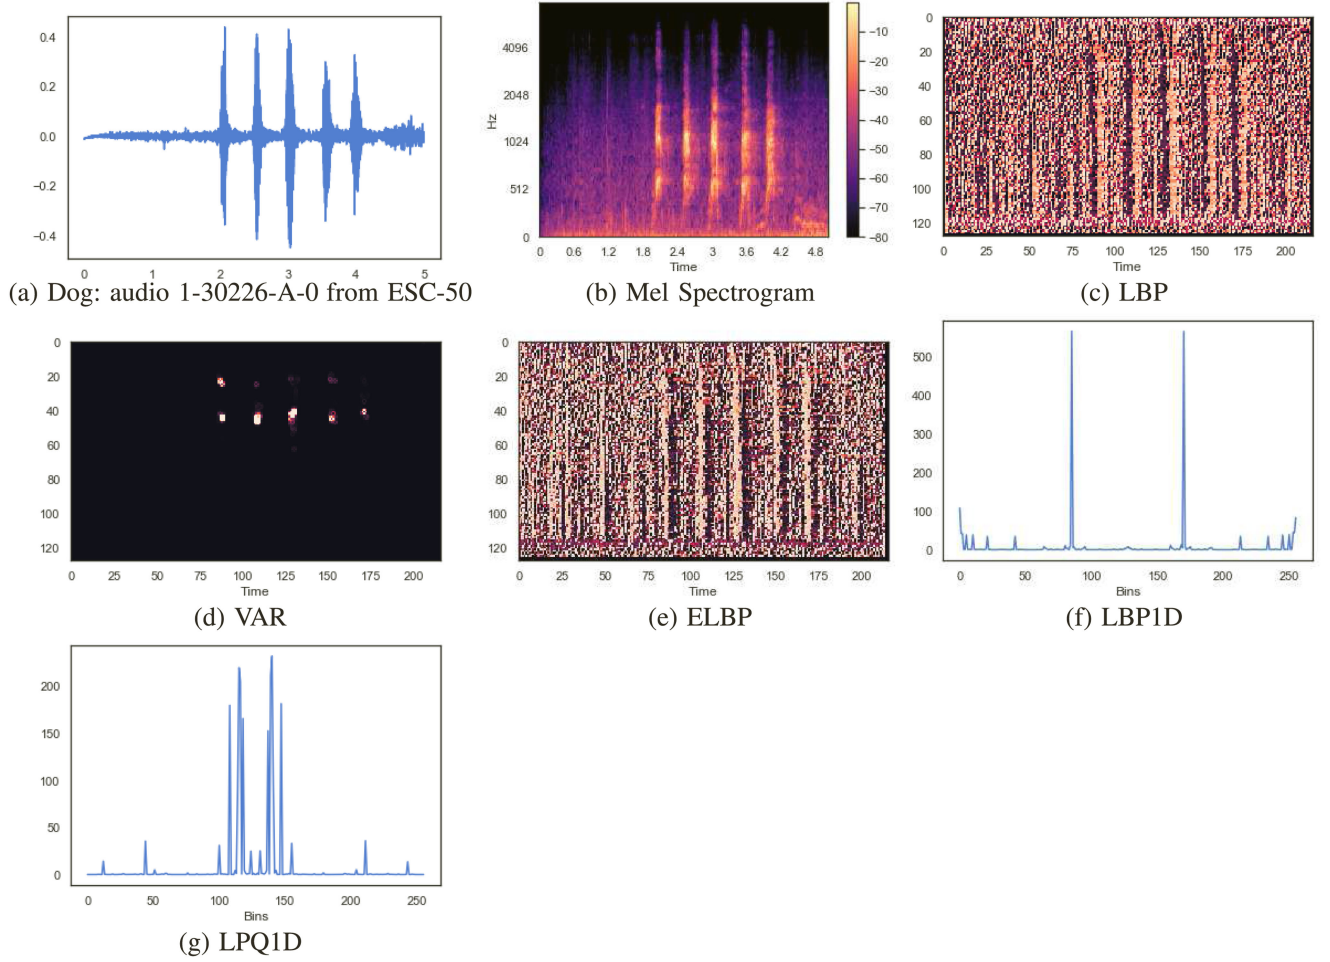 0.4
0.2
0.0
−0.2
−0.4
0 1 2 3 4 5
(a) Dog: audio 1-30226-A-0 from ESC-50
Hz
4096
2048
1024
512
0
0 0.6 1.2 1.8 2.4 3 3.6 4.2 4.8
Time
−10
−20
−30
−40
−50
−60
−70
−80
(b) Mel Spectrogram
0
20
40
60
80
100
120
0 25 50 75 100 125 150 175 200
Time
(c) LBP
0
20
40
60
80
100
120
0 25 50 75 100 125 150 175 200
Time
(d) VAR
0
20
40
60
80
100
120
0 25 50 75 100 125 150 175 200
Time
(e) ELBP
500
400
300
200
100
0
0 50 100 150 200 250
Bins
(f) LBP1D
200
150
100
50
0
0 50 100 150 200 250
Bins
(g) LPQ1D